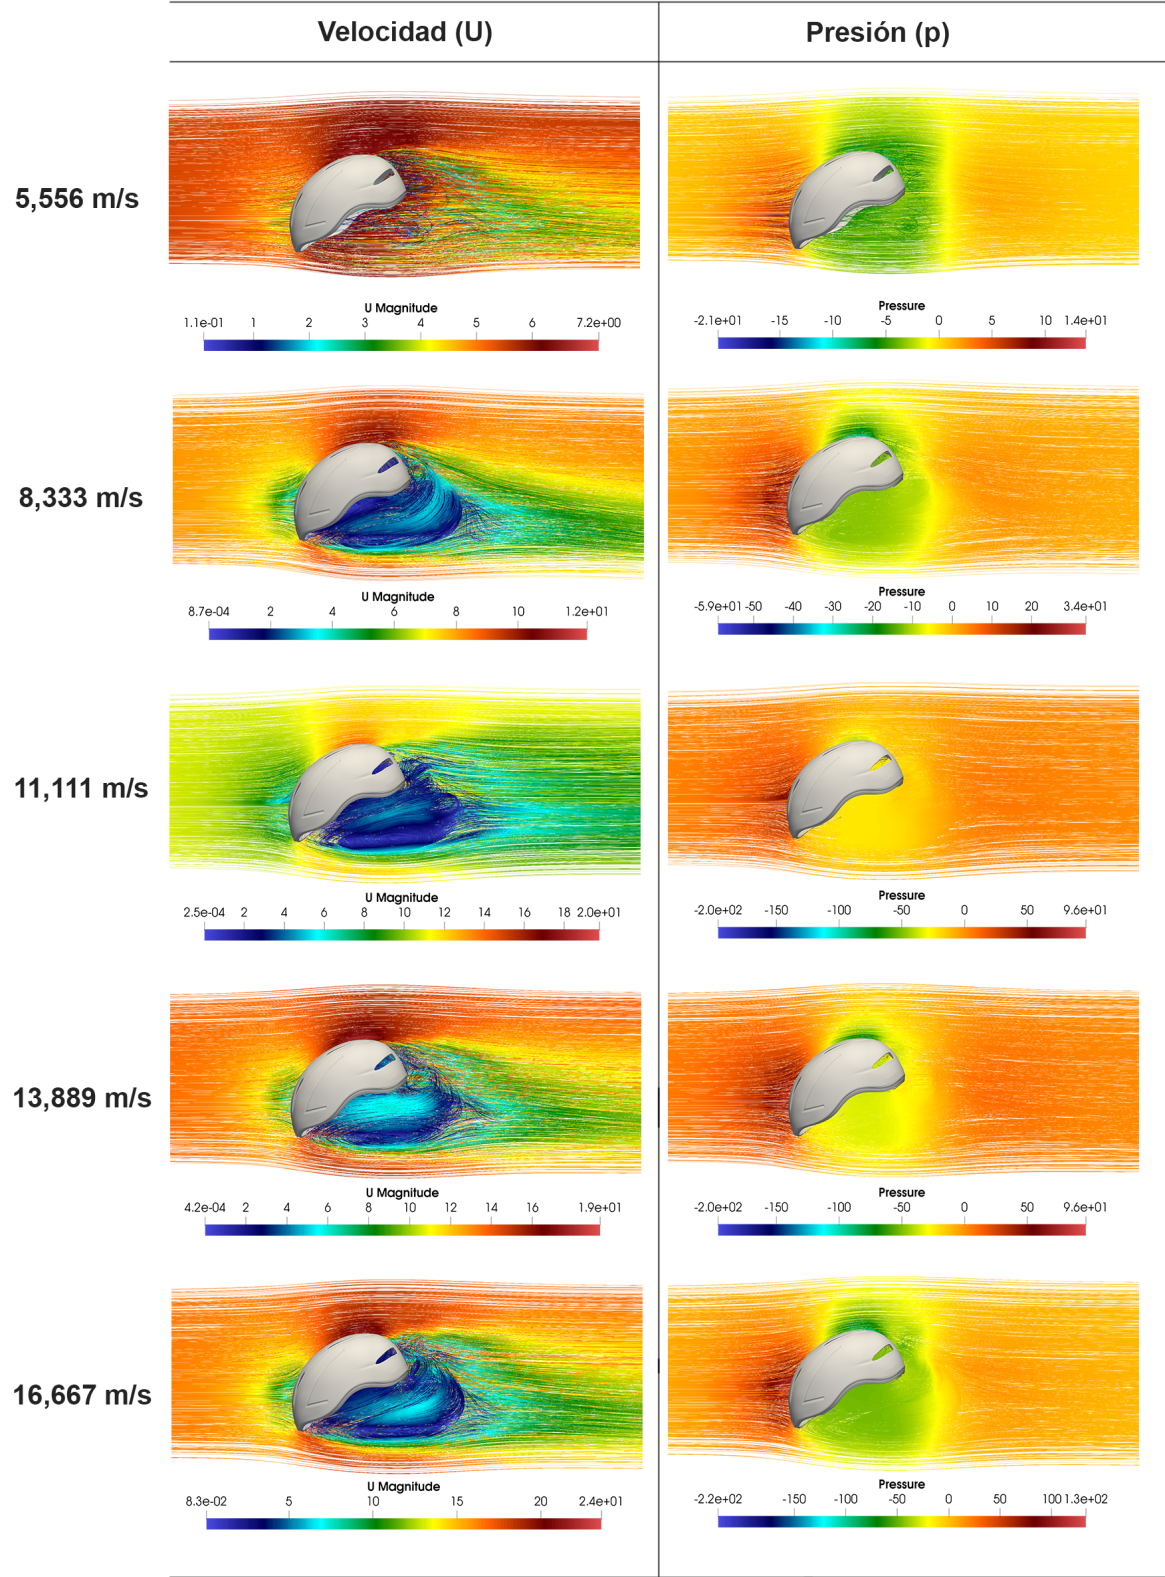 Velocidad (U) Presión (p)
5,556 m/s
U Magnitude
1.1e-01 1 2 3 4 5 6 7.2e+00
Pressure
-2.1e+01 -15 -10 -5 0 5 10 1.4e+01
8,333 m/s
U Magnitude
8.7e-04 2 4 6 8 10 1.2e+01
Pressure
-5.9e+01 -50 -40 -30 -20 -10 0 10 20 3.4e+01
11,111 m/s
U Magnitude
2.5e-04 2 4 6 8 10 12 14 16 18 2.0e+01
Pressure
-2.0e+02 -150 -100 -50 0 50 9.6e+01
13,889 m/s
U Magnitude
4.2e-04 2 4 6 8 10 12 14 16 1.9e+01
Pressure
-2.0e+02 -150 -100 -50 0 50 9.6e+01
16,667 m/s
U Magnitude
8.3e-02 5 10 15 20 2.4e+01
Pressure
-2.2e+02 -150 -100 -50 0 50 100 1.3e+02